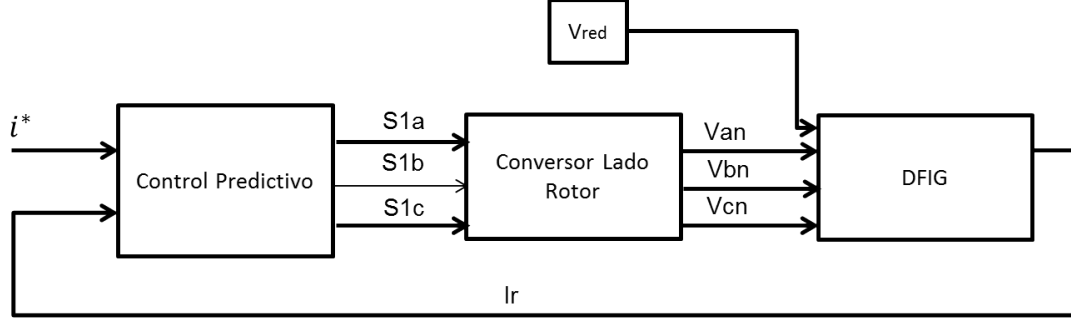 Vred
i*
S1a
S1b
S1c
Control Predictivo
Conversor Lado
Rotor
Van
Vbn
Vcn
DFIG
Ir